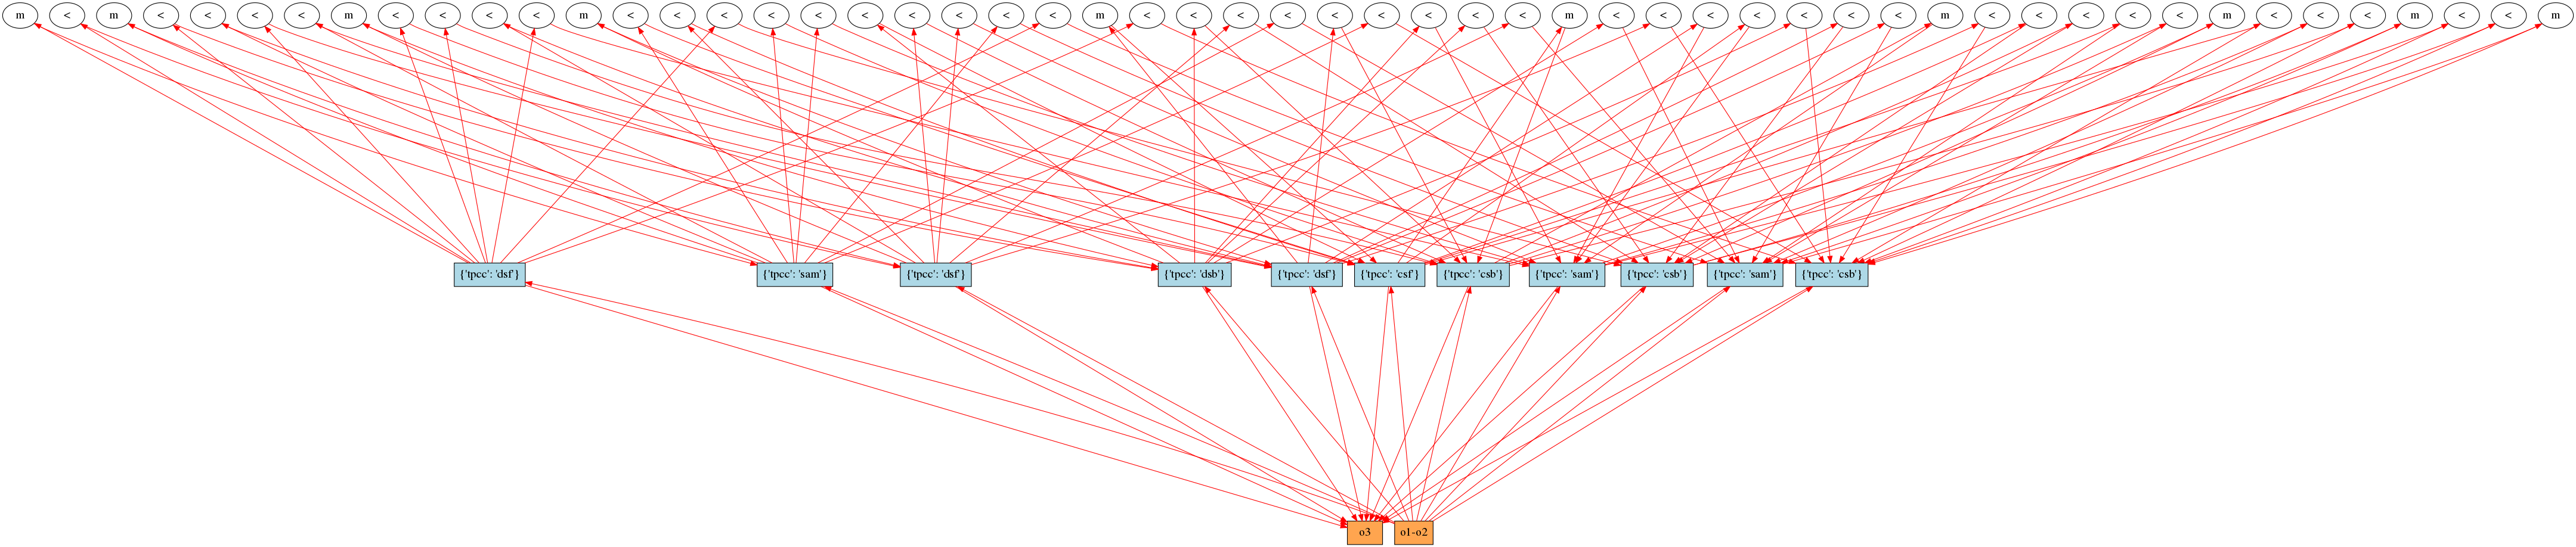 m < m < < < < m < < < < m < < < < < < < < < < m < < < < < < < < < m < < < < < < < m < < < < < m < < < m < < m
{'tpcc': 'dsf'} {'tpcc': 'sam'} {'tpcc': 'dsf'} {'tpcc': 'dsb'} {'tpcc': 'dsf'} {'tpcc': 'csf'} {'tpcc': 'csb'} {'tpcc': 'sam'} {'tpcc': 'csb'} {'tpcc': 'sam'} {'tpcc': 'csb'}
o3 o1-o2